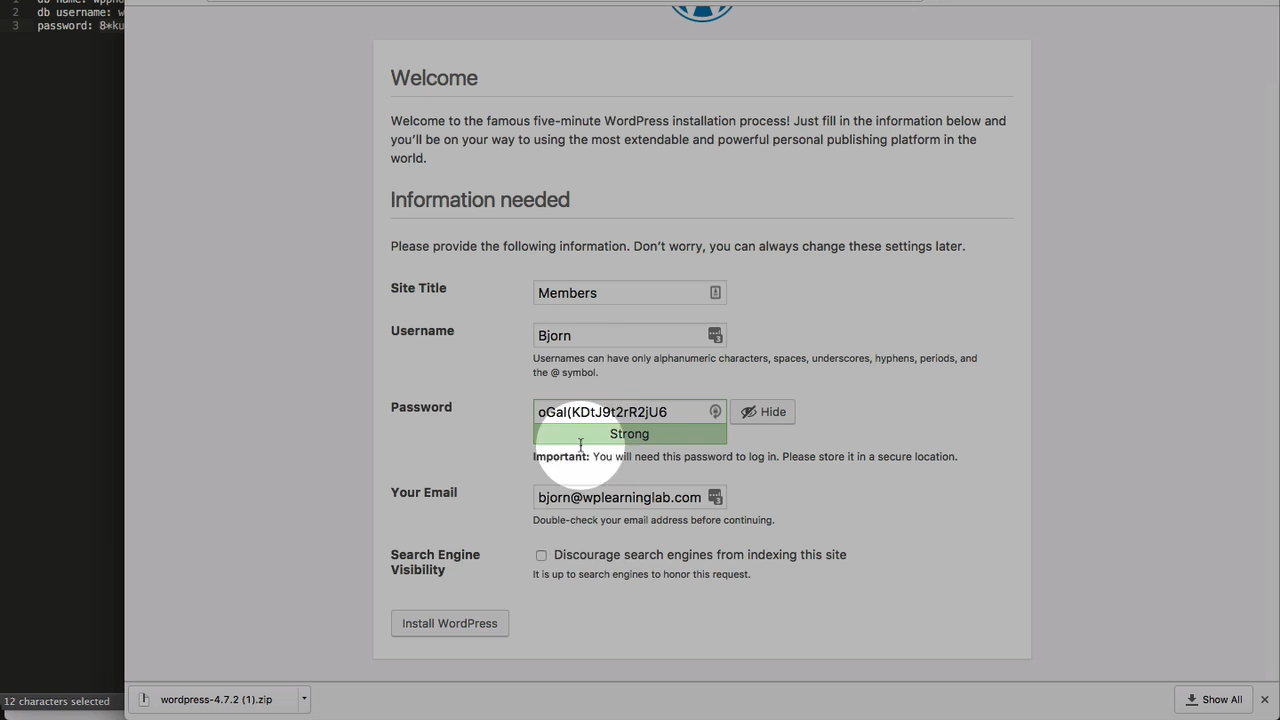 2 db username: w
3 password: 8*ku
Welcome
Welcome to the famous five-minute WordPress installation process! Just fill in the information below and
you'll be on your way to using the most extendable and powerful personal publishing platform in the
world.
Information needed
Please provide the following information. Don't worry, you can always change these settings later.
Site Title
Members
Username
Bjorn
Usernames can have only alphanumeric characters, spaces, underscores, hyphens, periods, and
the @ symbol.
Password
oGal(KDtJ9t2rR2jU6
Hide
Strong
Important: You will need this password to log in. Please store it in a secure location.
Your Email
bjorn@wplearninglab.com
Double-check your email address before continuing.
Search Engine
Visibility
Discourage search engines from indexing this site
It is up to search engines to honor this request.
Install WordPress
12 characters selected
wordpress-4.7.2 (1).zip
Show All